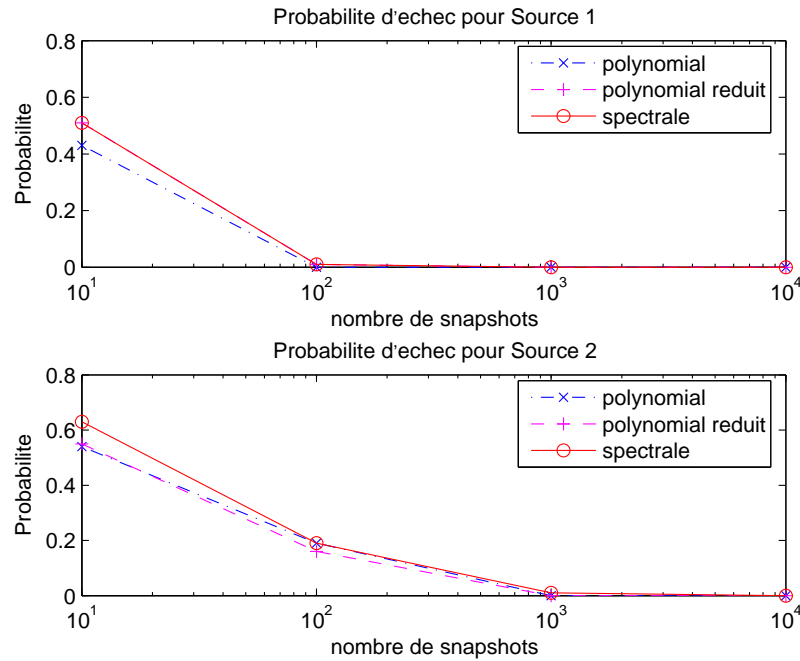 Probabilite d'echec pour Source 1
Probabilite
0.8
0.6
0.4
0.2
0
polynomial
polynomial reduit
spectrale
10^1 10^2 10^3 10^4
nombre de snapshots
Probabilite d'echec pour Source 2
Probabilite
0.8
0.6
0.4
0.2
0
polynomial
polynomial reduit
spectrale
10^1 10^2 10^3 10^4
nombre de snapshots